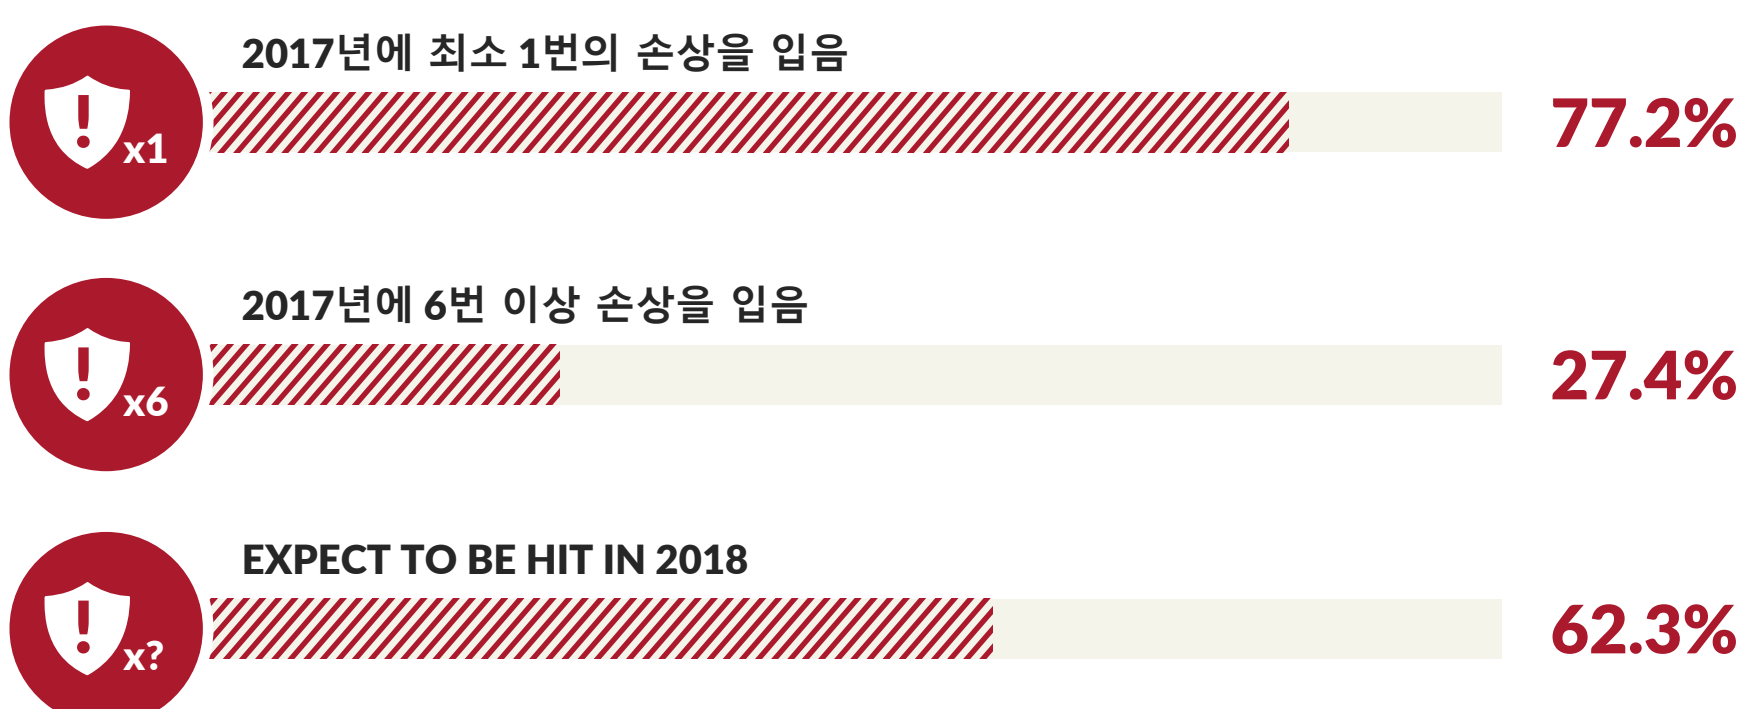 2017년에 최소 1번의 손상을 입음
! x1
77.2%
2017년에 6번 이상 손상을 입음
! x6
27.4%
EXPECT TO BE HIT IN 2018
! x?
62.3%